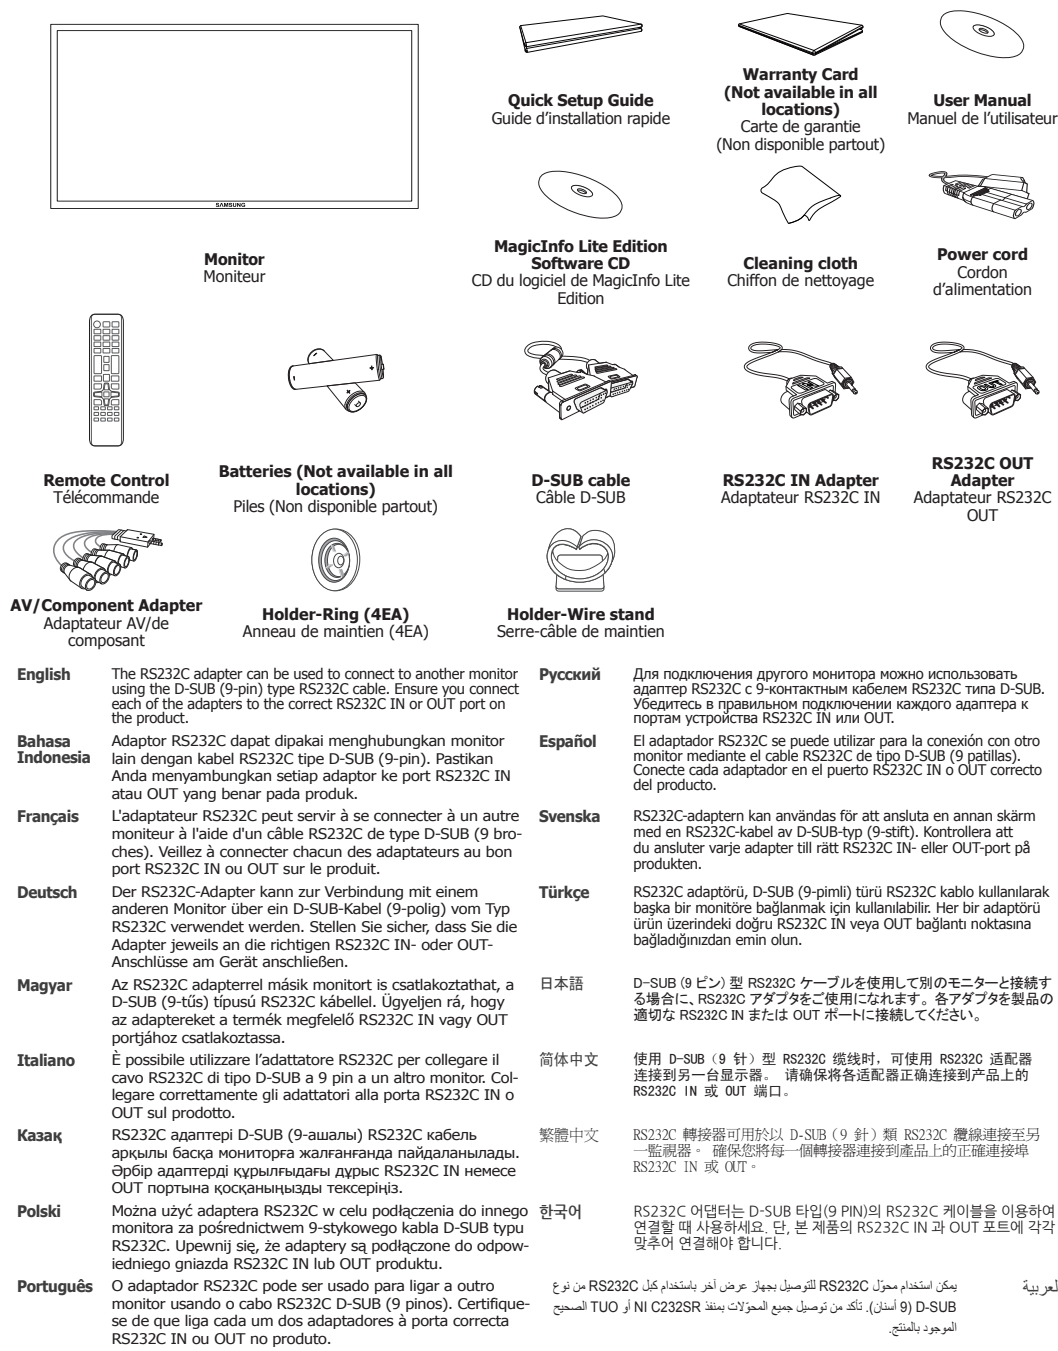 SAMSUNG
Monitor
Moniteur
Quick Setup Guide
Guide d'installation rapide
Warranty Card
(Not available in all
locations)
Carte de garantie
(Non disponible partout)
User Manual
Manuel de l'utilisateur
MagicInfo Lite Edition
Software CD
CD du logiciel de MagicInfo Lite
Edition
Cleaning cloth
Chiffon de nettoyage
Power cord
Cordon
d'alimentation
Remote Control
Télécommande
Batteries (Not available in all
locations)
Piles (Non disponible partout)
D-SUB cable
Câble D-SUB
IN
RS232C IN Adapter
Adaptateur RS232C IN
OUT
RS232C OUT
Adapter
Adaptateur RS232C
OUT
AV/Component Adapter
Adaptateur AV/de
composant
Holder-Ring (4EA)
Anneau de maintien (4EA)
Holder-Wire stand
Serre-câble de maintien
English
The RS232C adapter can be used to connect to another monitor
using the D-SUB (9-pin) type RS232C cable. Ensure you connect
each of the adapters to the correct RS232C IN or OUT port on
the product.
Bahasa
Indonesia
Adaptor RS232C dapat dipakai menghubungkan monitor
lain dengan kabel RS232C tipe D-SUB (9-pin). Pastikan
Anda menyambungkan setiap adaptor ke port RS232C IN
atau OUT yang benar pada produk.
Français
L'adaptateur RS232C peut servir à se connecter à un autre
moniteur à l'aide d'un câble RS232C de type D-SUB (9 bro-
ches). Veillez à connecter chacun des adaptateurs au bon
port RS232C IN ou OUT sur le produit.
Deutsch
Der RS232C-Adapter kann zur Verbindung mit einem
anderen Monitor über ein D-SUB-Kabel (9-polig) vom Typ
RS232C verwendet werden. Stellen Sie sicher, dass Sie die
Adapter jeweils an die richtigen RS232C IN- oder OUT-
Anschlüsse am Gerät anschließen.
Magyar
Az RS232C adapterrel másik monitort is csatlakoztathat, a
D-SUB (9-tűs) típusú RS232C kábellel. Ügyeljen rá, hogy
az adaptereket a termék megfelelő RS232C IN vagy OUT
portjához csatlakoztassa.
Italiano
È possibile utilizzare l'adattatore RS232C per collegare il
cavo RS232C di tipo D-SUB a 9 pin a un altro monitor. Col-
legare correttamente gli adattatori alla porta RS232C IN o
OUT sul prodotto.
Казақ
RS232C адаптері D-SUB (9-ашалы) RS232C кабель
арқылы басқа мониторға жалғанғанда пайдаланылады.
Әрбір адаптерді құрылғыдағы дұрыс RS232C IN немесе
OUT портына қосқаныңызды тексеріңіз.
Polski
Można użyć adaptera RS232C w celu podłączenia do innego
monitora za pośrednictwem 9-stykowego kabla D-SUB typu
RS232C. Upewnij się, że adaptery są podłączone do odpow-
iedniego gniazda RS232C IN lub OUT produktu.
Português
O adaptador RS232C pode ser usado para ligar a outro
monitor usando o cabo RS232C D-SUB (9 pinos). Certifique-
se de que liga cada um dos adaptadores à porta correcta
RS232C IN ou OUT no produto.
Русский
Для подключения другого монитора можно использовать
адаптер RS232C с 9-контактным кабелем RS232C типа D-SUB.
Убедитесь в правильном подключении каждого адаптера к
портам устройства RS232C IN или OUT.
Español
El adaptador RS232C se puede utilizar para la conexión con otro
monitor mediante el cable RS232C de tipo D-SUB (9 patillas).
Conecte cada adaptador en el puerto RS232C IN o OUT correcto
del producto.
Svenska
RS232C-adaptern kan användas för att ansluta en annan skärm
med en RS232C-kabel av D-SUB-typ (9-stift). Kontrollera att
du ansluter varje adapter till rätt RS232C IN- eller OUT-port på
produkten.
Türkçe
RS232C adaptörü, D-SUB (9-pimli) türü RS232C kablo kullanılarak
başka bir monitöre bağlanmak için kullanılabilir. Her bir adaptörü
ürün üzerindeki doğru RS232C IN veya OUT bağlantı noktasına
bağladığınızdan emin olun.
日本語
D-SUB (9 ピン) 型 RS232C ケーブルを使用して別のモニターと接続す
る場合に、RS232C アダプタをご使用になれます。各アダプタを製品の
適切な RS232C IN または OUT ポートに接続してください。
简体中文
使用 D-SUB（9 针）型 RS232C 缆线时，可使用 RS232C 适配器
连接到另一台显示器。 请确保将各适配器正确连接到产品上的
RS232C IN 或 OUT 端口。
繁體中文
RS232C 轉接器可用於以 D-SUB（9 針）類 RS232C 纜線連接至另
一監視器。 確保您將每一個轉接器連接到產品上的正確連接埠
RS232C IN 或 OUT。
한국어
RS232C 어댑터는 D-SUB 타입(9 PIN)의 RS232C 케이블을 이용하여
연결할 때 사용하세요. 단, 본 제품의 RS232C IN 과 OUT 포트에 각각
맞추어 연결해야 합니다.
لعربية
يمكن استخدام محوّل RS232C للتوصيل بجهاز عرض آخر باستخدام كبل RS232C من نوع
D-SUB (9 أسنان). تأكد من توصيل جميع المحوّلات بمنفذ NI C232SR أو TUO الصحيح
الموجود بالمنتج.